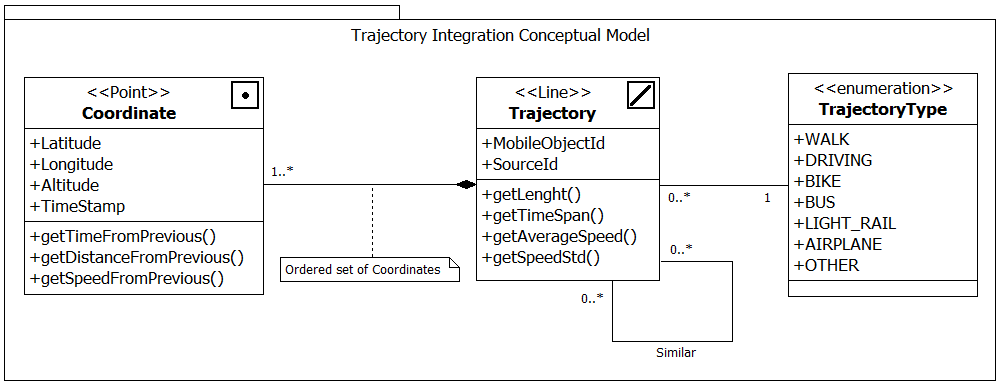 Trajectory Integration Conceptual Model
<<Point>>
Coordinate
+Latitude
+Longitude
+Altitude
+TimeStamp
+getTimeFromPrevious()
+getDistanceFromPrevious()
+getSpeedFromPrevious()
1..*
Ordered set of Coordinates
<<Line>>
Trajectory
+MobileObjectId
+SourceId
+getLenght()
+getTimeSpan()
+getAverageSpeed()
+getSpeedStd()
0..*
1
0..*
0..*
Similar
<<enumeration>>
TrajectoryType
+WALK
+DRIVING
+BIKE
+BUS
+LIGHT_RAIL
+AIRPLANE
+OTHER